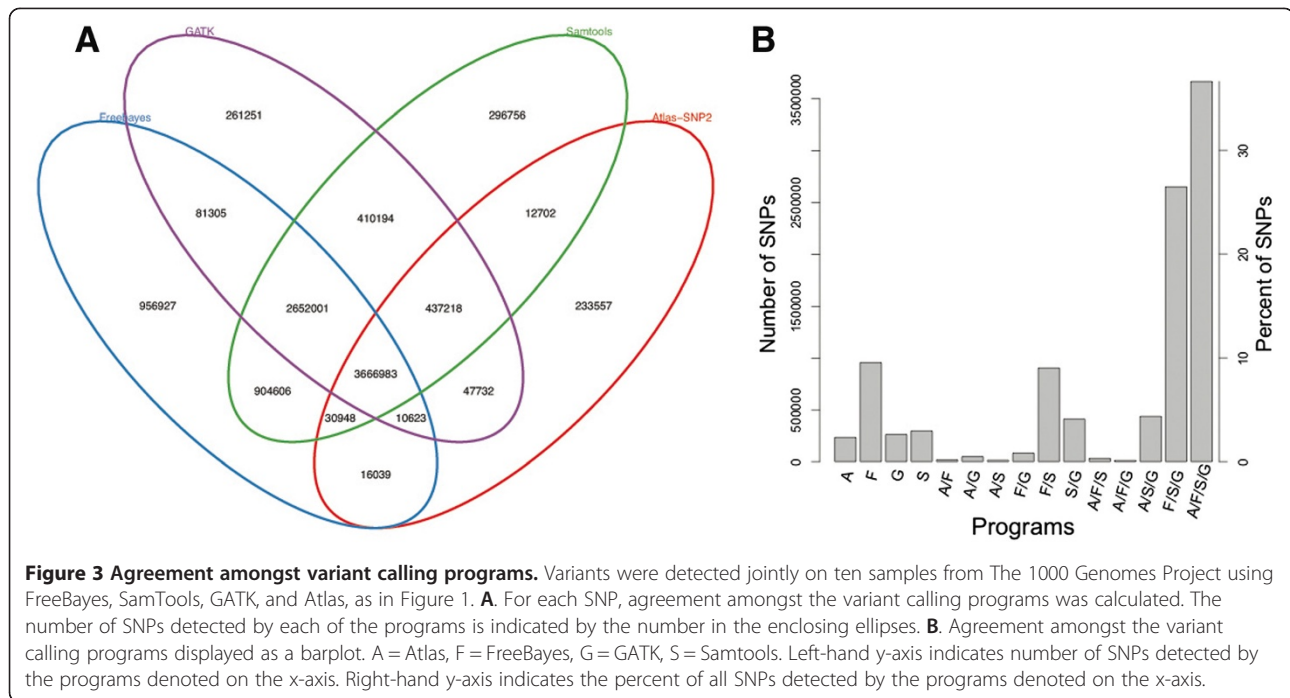 A
GATK
Samtools
Freebayes
Atlas-SNP2
261251
296756
81305
410194
12702
956927
2652001
437218
233557
3666983
904606
47732
30948
10623
16039
B
Number of SNPs
0
500000
1500000
2500000
3500000
Percent of SNPs
0
10
20
30
A
F
G
S
A/F
A/G
A/S
F/G
F/S
S/G
A/F/S
A/F/G
A/S/G
F/S/G
A/F/S/G
Programs
Figure 3 Agreement amongst variant calling programs. Variants were detected jointly on ten samples from The 1000 Genomes Project using
FreeBayes, SamTools, GATK, and Atlas, as in Figure 1. A. For each SNP, agreement amongst the variant calling programs was calculated. The
number of SNPs detected by each of the programs is indicated by the number in the enclosing ellipses. B. Agreement amongst the variant
calling programs displayed as a barplot. A = Atlas, F = FreeBayes, G = GATK, S = Samtools. Left-hand y-axis indicates number of SNPs detected by
the programs denoted on the x-axis. Right-hand y-axis indicates the percent of all SNPs detected by the programs denoted on the x-axis.